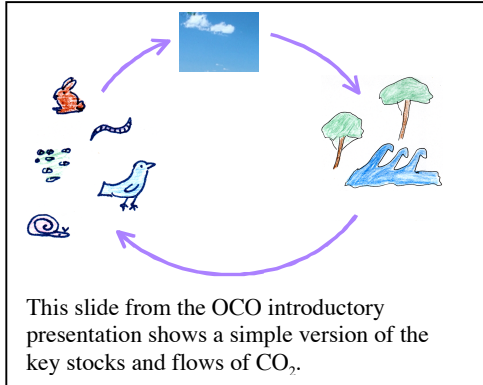 This slide from the OCO introductory
presentation shows a simple version of the
key stocks and flows of CO₂.